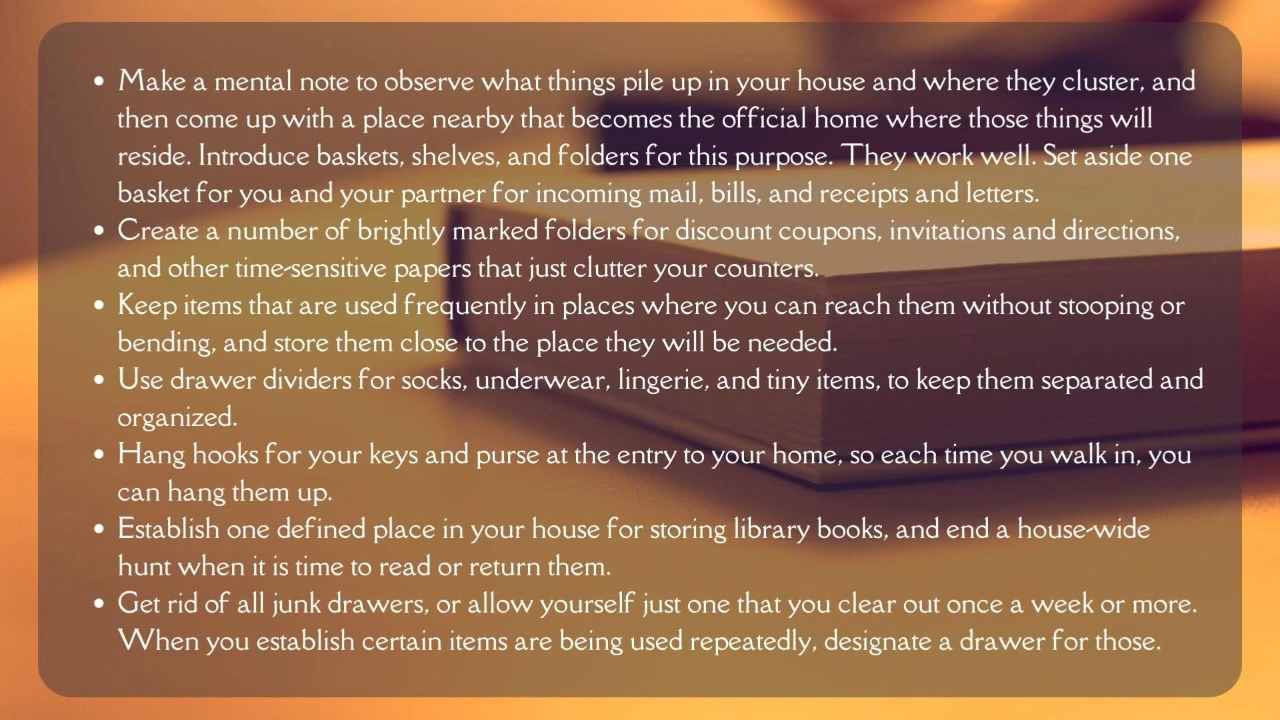 • Make a mental note to observe what things pile up in your house and where they cluster, and
then come up with a place nearby that becomes the official home where those things will
reside. Introduce baskets, shelves, and folders for this purpose. They work well. Set aside one
basket for you and your partner for incoming mail, bills, and receipts and letters.
• Create a number of brightly marked folders for discount coupons, invitations and directions,
and other time-sensitive papers that just clutter your counters.
• Keep items that are used frequently in places where you can reach them without stooping or
bending, and store them close to the place they will be needed.
• Use drawer dividers for socks, underwear, lingerie, and tiny items, to keep them separated and
organized.
• Hang hooks for your keys and purse at the entry to your home, so each time you walk in, you
can hang them up.
• Establish one defined place in your house for storing library books, and end a house-wide
hunt when it is time to read or return them.
• Get rid of all junk drawers, or allow yourself just one that you clear out once a week or more.
When you establish certain items are being used repeatedly, designate a drawer for those.